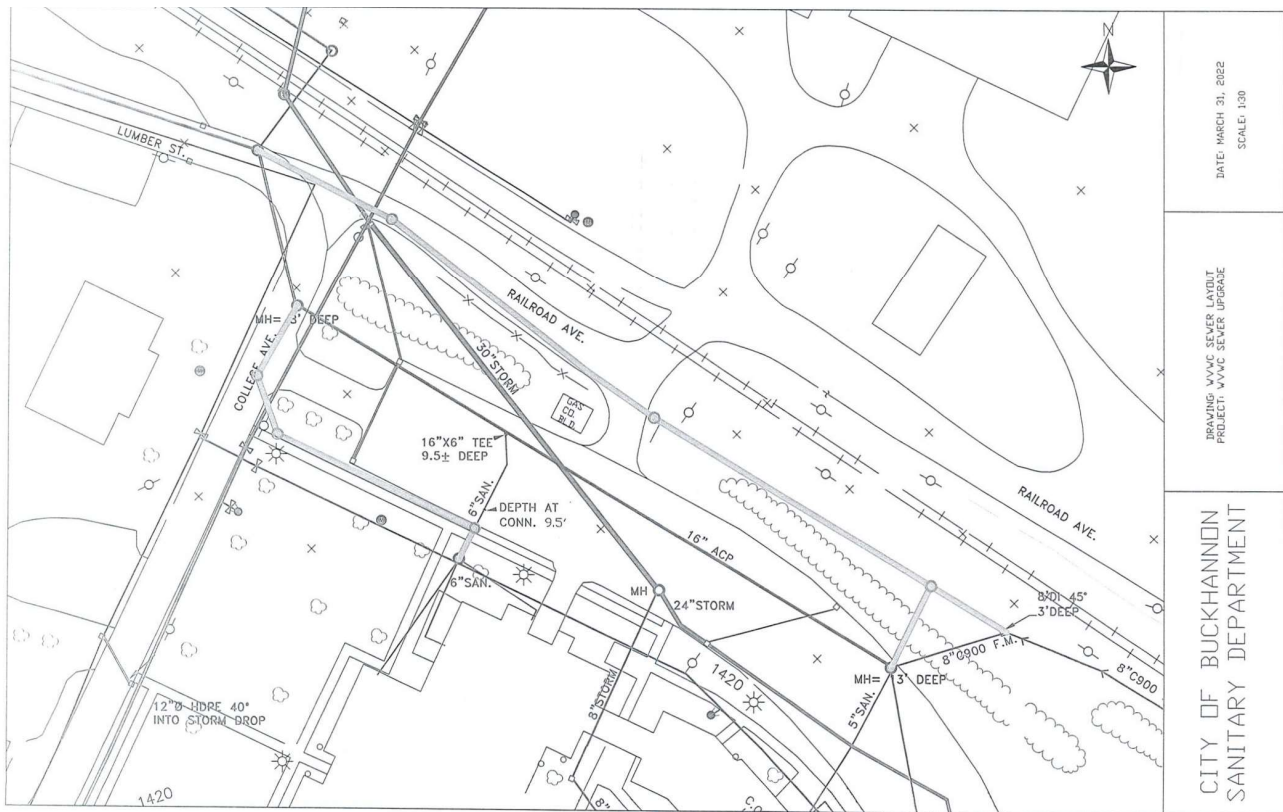 N
LUMBER ST.
MH= 8' DEEP
COLLEGE AVE.
RAILROAD AVE.
30"STORM
GAS
CO.
BLD.
16"X6" TEE
9.5± DEEP
6"SAN.
DEPTH AT
CONN. 9.5'
6"SAN.
16" ACP
RAILROAD AVE.
MH
24"STORM
8"DI 45°
3'DEEP
8"C900 F.M.
8"C900
MH= 13' DEEP
5"SAN.
1420
8"STORM
12"Ø HDPE 40°
INTO STORM DROP
1420
8"
C.O.
DATE: MARCH 31, 2022
SCALE: 1:30
DRAWING: WVWC SEWER LAYOUT
PROJECT: WVWC SEWER UPGRADE
CITY OF BUCKHANNON
SANITARY DEPARTMENT